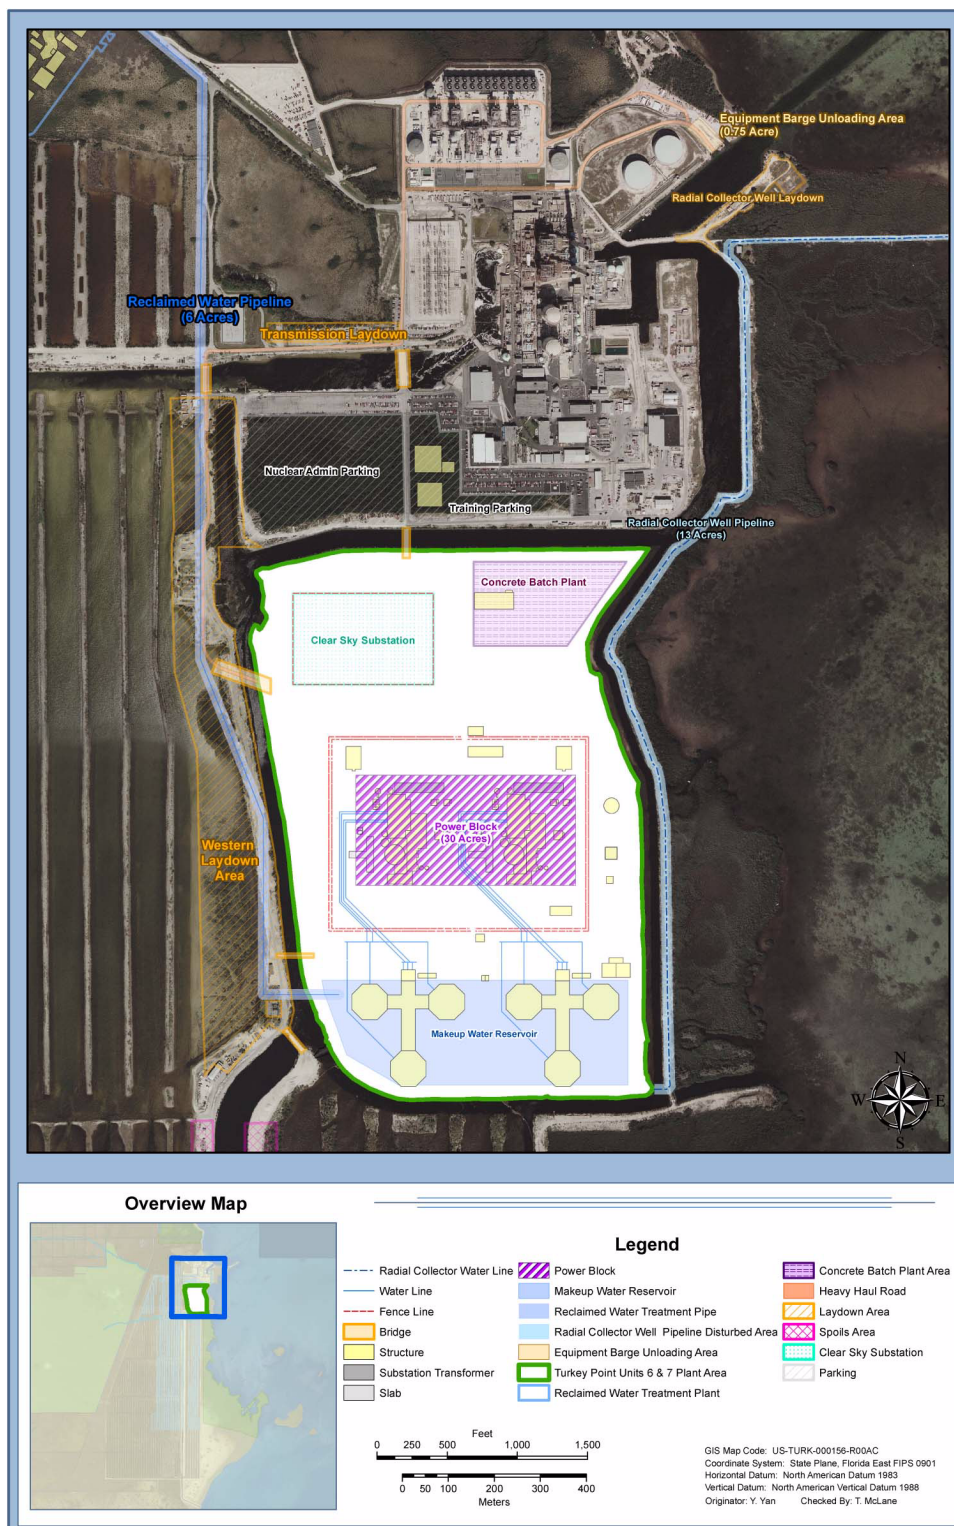 Equipment Barge Unloading Area
(0.75 Acre)
Radial Collector Well Laydown
Reclaimed Water Pipeline
(6 Acres)
Transmission Laydown
Nuclear Admin Parking
Training Parking
Radial Collector Well Pipeline
(13 Acres)
Concrete Batch Plant
Clear Sky Substation
Power Block
(30 Acres)
Western
Laydown
Area
Makeup Water Reservoir
N
W
E
S
Overview Map
Legend
Radial Collector Water Line
Water Line
Fence Line
Bridge
Structure
Substation Transformer
Slab
Power Block
Makeup Water Reservoir
Reclaimed Water Treatment Pipe
Radial Collector Well Pipeline Disturbed Area
Equipment Barge Unloading Area
Turkey Point Units 6 & 7 Plant Area
Reclaimed Water Treatment Plant
Concrete Batch Plant Area
Heavy Haul Road
Laydown Area
Spoils Area
Clear Sky Substation
Parking
Feet
0 250 500 1,000 1,500
0 50 100 200 300 400
Meters
GIS Map Code: US-TURK-000156-R00AC
Coordinate System: State Plane, Florida East FIPS 0901
Horizontal Datum: North American Datum 1983
Vertical Datum: North American Vertical Datum 1988
Originator: Y. Yan Checked By: T. McLane